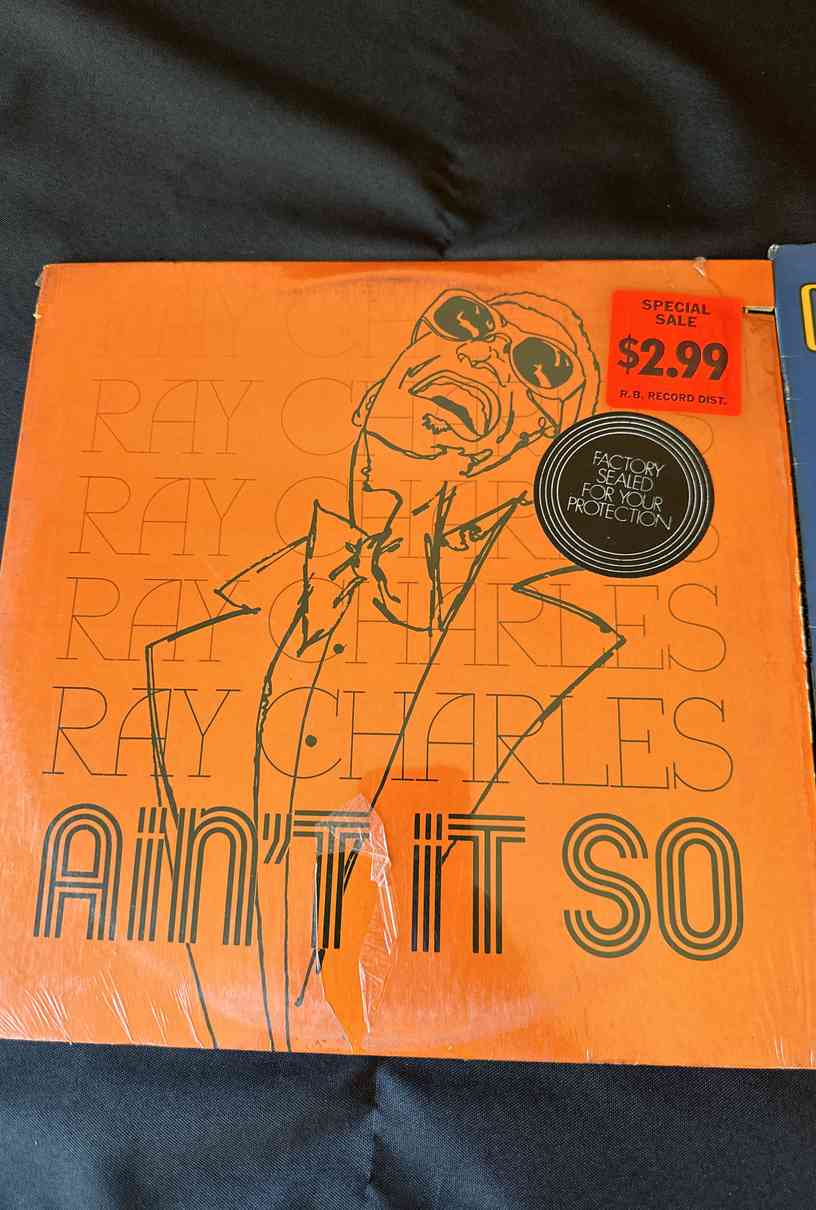 RAY CHARLES
SPECIAL
SALE
$2.99
R.B. RECORD DIST.
RAY CHARLES
FACTORY
SEALED
FOR YOUR
PROTECTION
RAY CHARLES
RAY CHARLES
RAY CHARLES
AiN'T iT SO